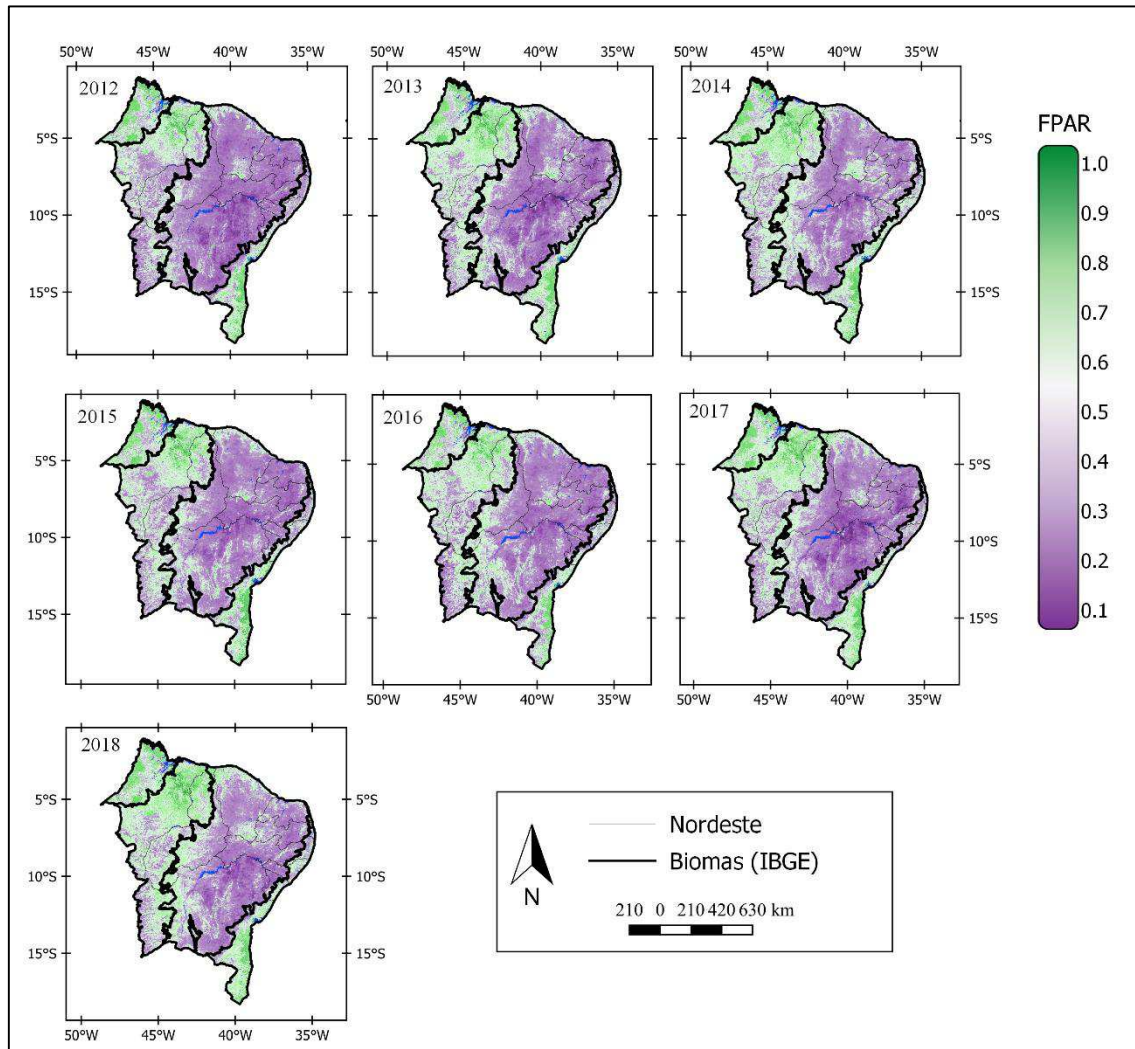 50°W 45°W 40°W 35°W 45°W 40°W 35°W 50°W 45°W 40°W 35°W
2012 2013 2014
FPAR
5°S 5°S
1.0
0.9
10°S 10°S
0.8
0.7
15°S 15°S
0.6
0.5
2015 2016 2017
0.4
5°S 5°S
0.3
10°S 10°S
0.2
15°S 15°S
0.1
50°W 45°W 40°W 35°W 50°W 45°W 40°W 35°W
2018
5°S 5°S
Nordeste
10°S 10°S
Biomas (IBGE)
N
210 0 210 420 630 km
15°S 15°S
50°W 45°W 40°W 35°W